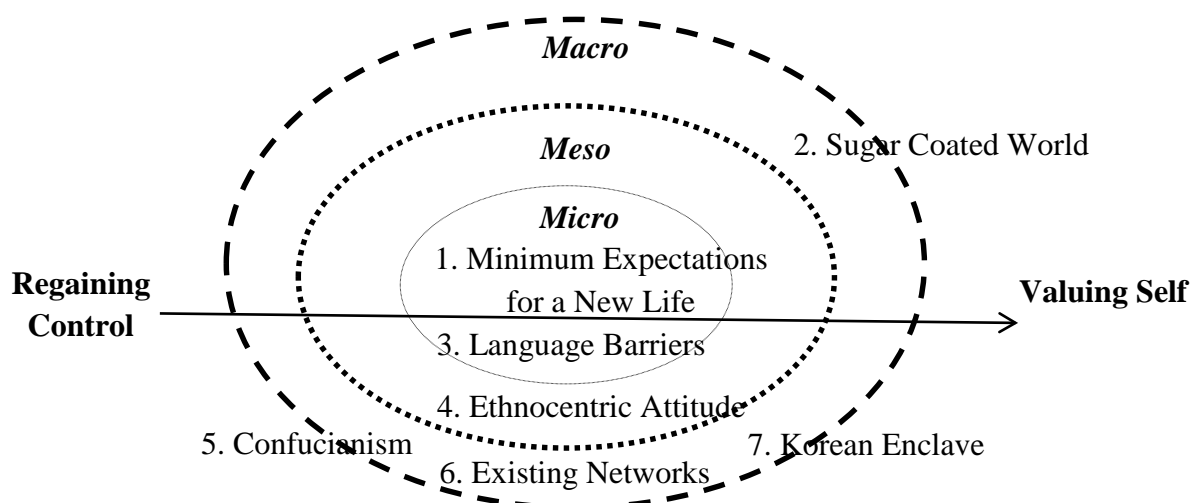 Macro
2. Sugar Coated World
Meso
Micro
1. Minimum Expectations
for a New Life
Regaining
Control
Valuing Self
3. Language Barriers
4. Ethnocentric Attitude
5. Confucianism
7. Korean Enclave
6. Existing Networks